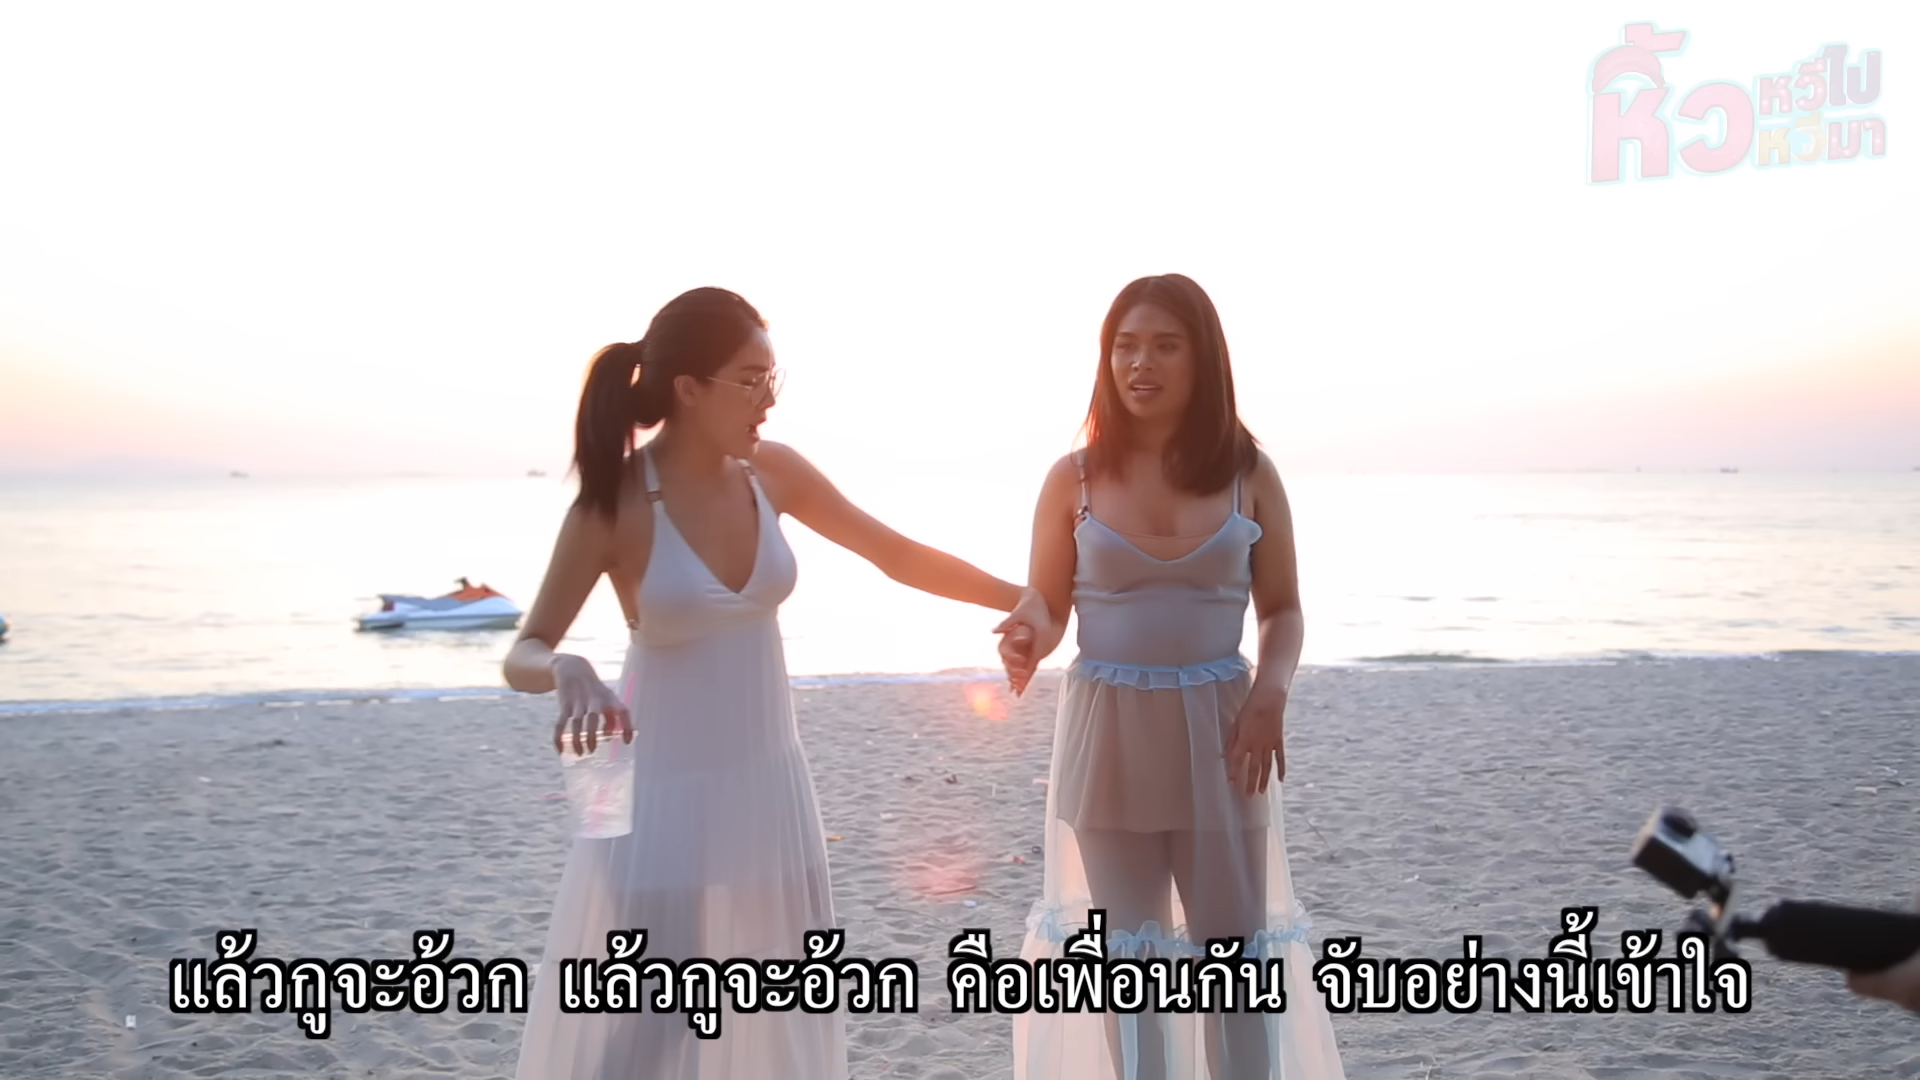 หิ้ว
หวีไป
หวีมา
แล้วกูจะอ้วก แล้วกูจะอ้วก คือเพื่อนกัน จับอย่างนี้เข้าใจ